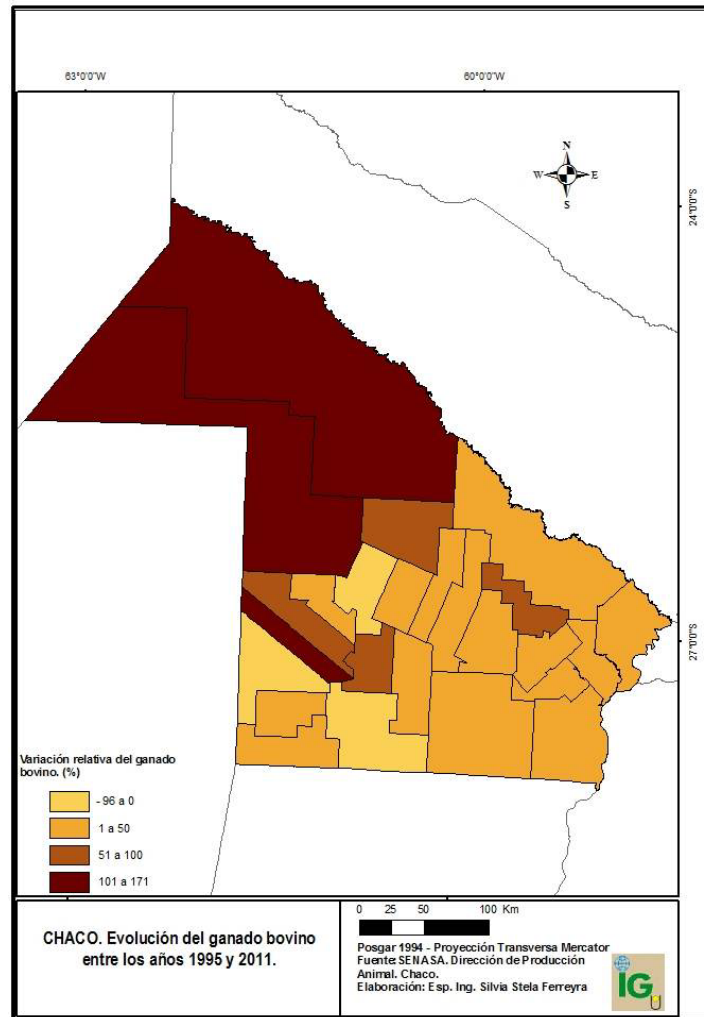 63°0'0"W
60°0'0"W
N
W E
S
24°0'0"S
27°0'0"S
Variación relativa del ganado
bovino. (%)
- 96 a 0
1 a 50
51 a 100
101 a 171
CHACO. Evolución del ganado bovino
entre los años 1995 y 2011.
0 25 50 100 Km
Posgar 1994 - Proyección Transversa Mercator
Fuente SENASA. Dirección de Producción
Animal. Chaco.
Elaboración: Esp. Ing. Silvia Stela Ferreyra
IG
U